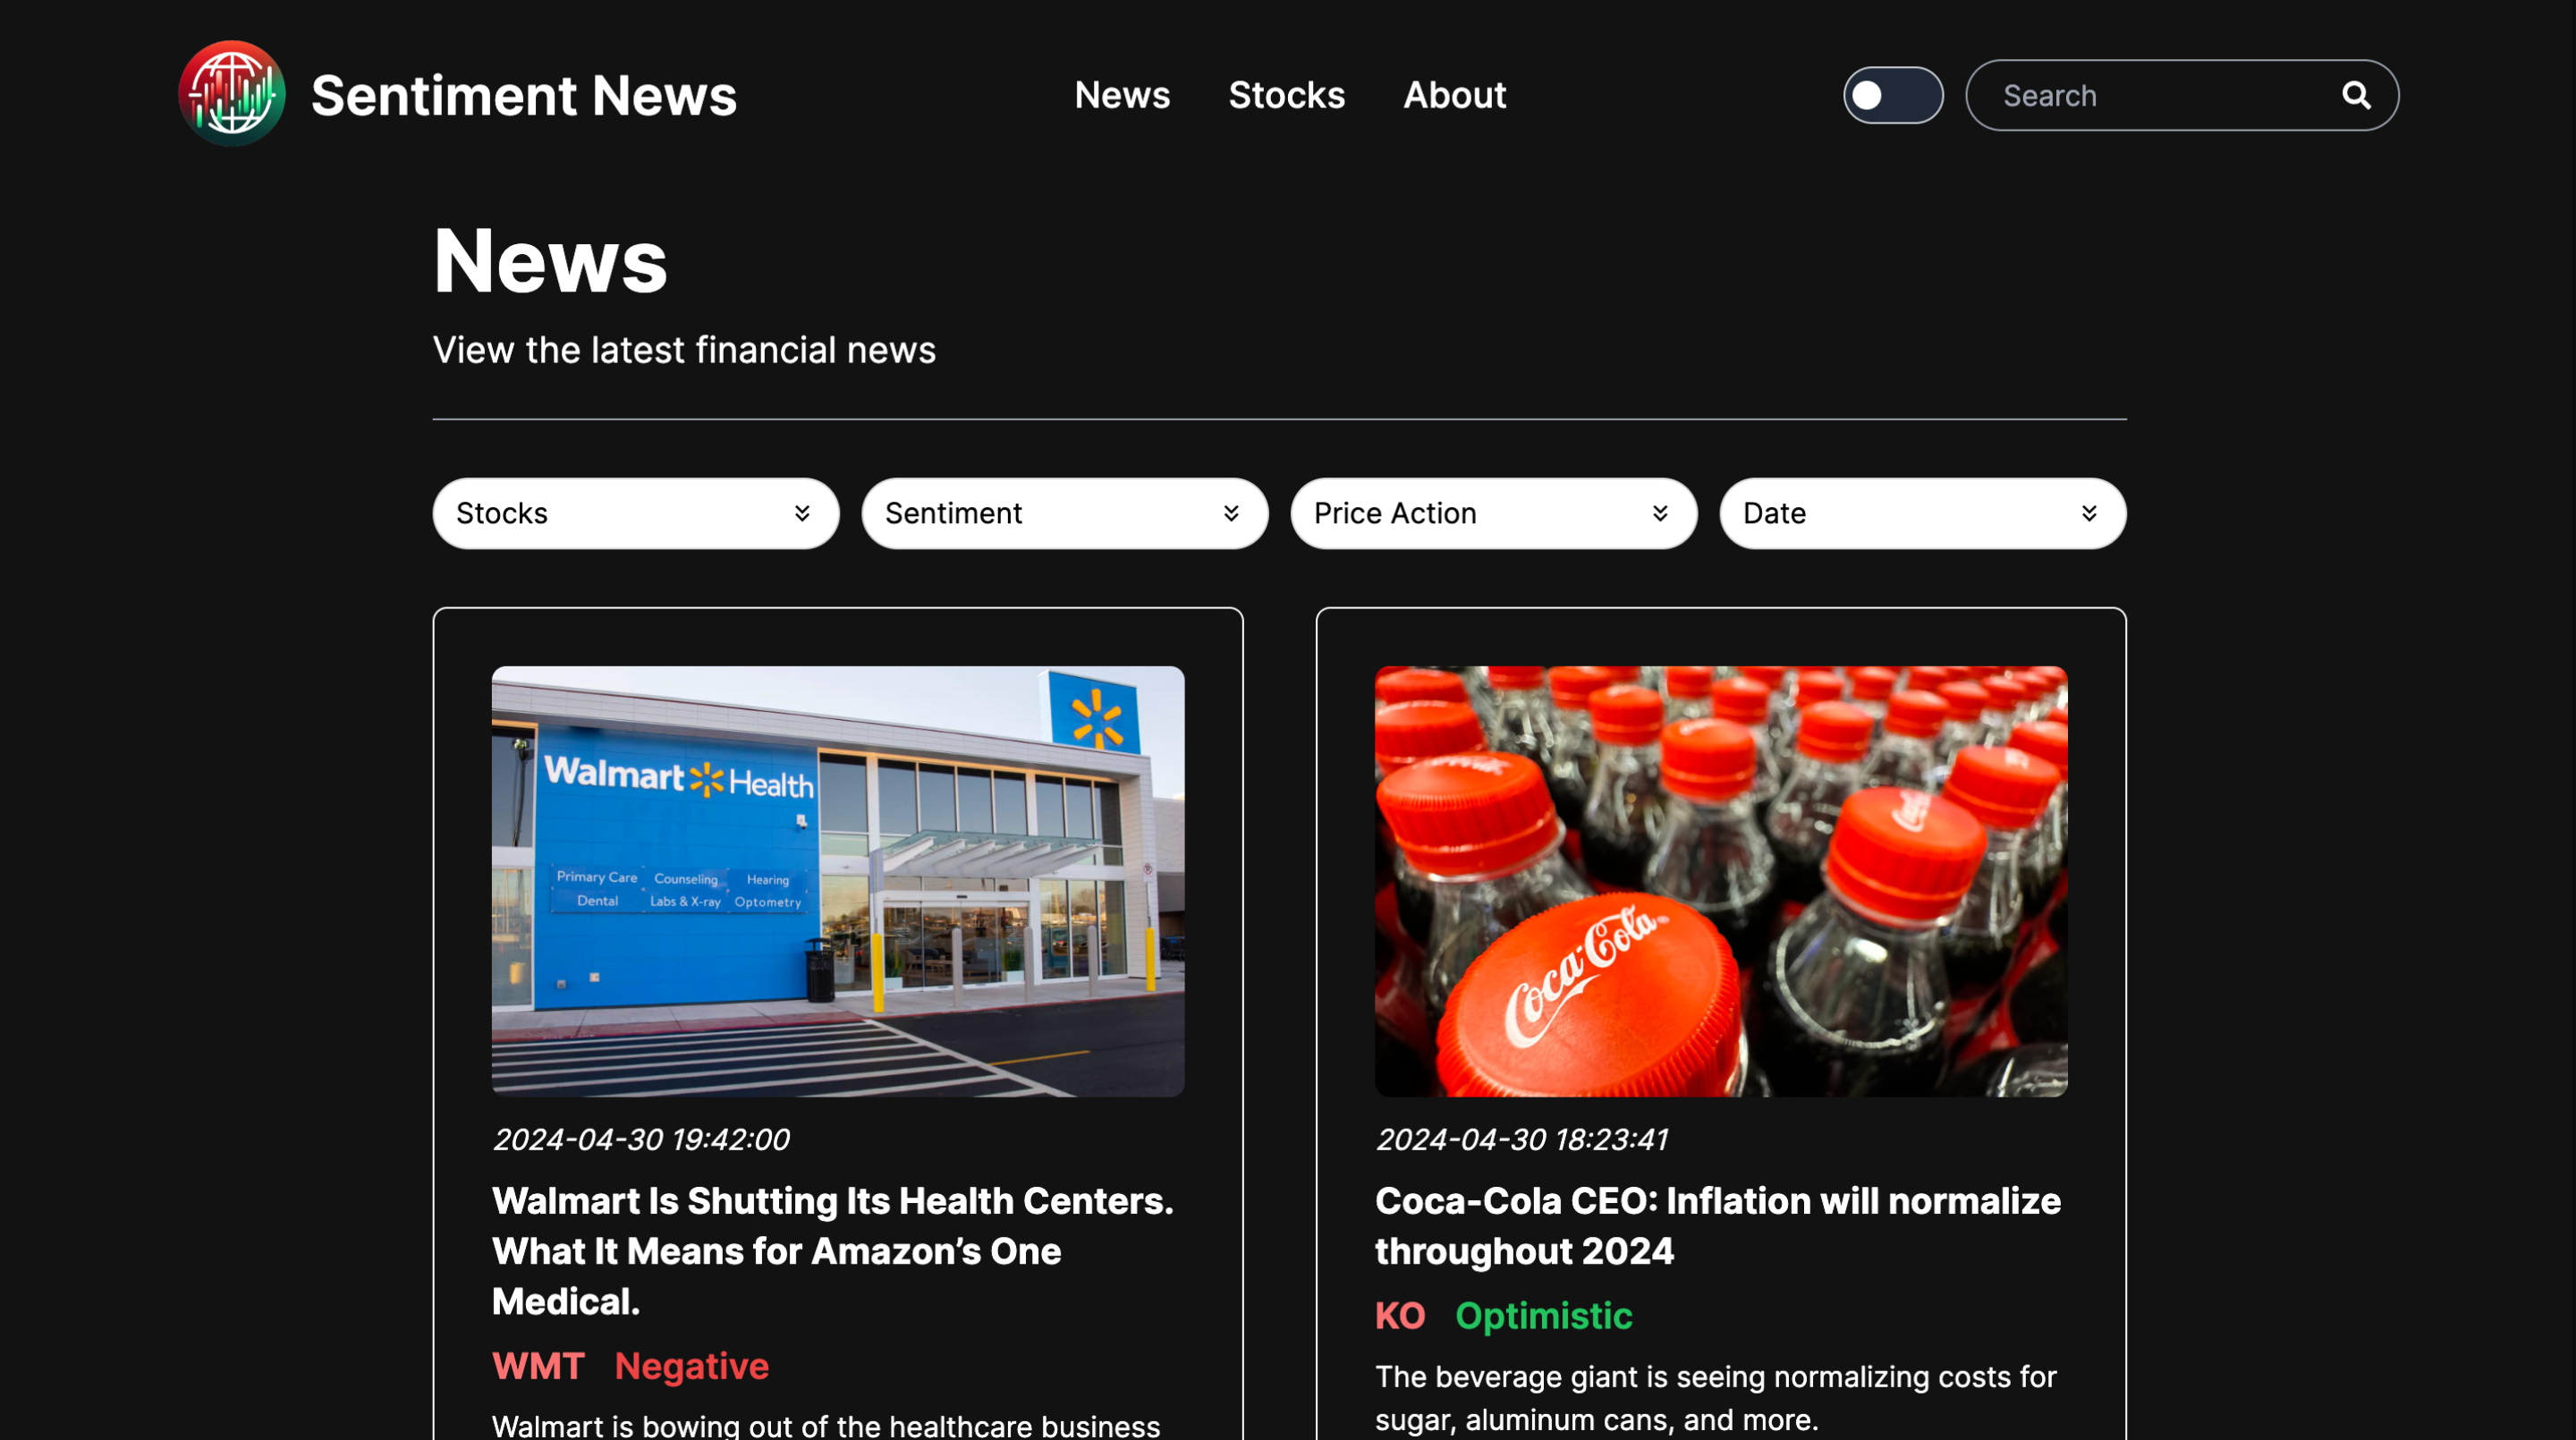 Sentiment News
News
Stocks
About
Search
News
View the latest financial news
Stocks
Sentiment
Price Action
Date
Walmart Health
Primary Care
Counseling
Hearing
Dental
Labs & X-ray
Optometry
Coca-Cola
2024-04-30 19:42:00
Walmart Is Shutting Its Health Centers.
What It Means for Amazon’s One
Medical.
WMT Negative
Walmart is bowing out of the healthcare business
2024-04-30 18:23:41
Coca-Cola CEO: Inflation will normalize
throughout 2024
KO Optimistic
The beverage giant is seeing normalizing costs for
sugar, aluminum cans, and more.